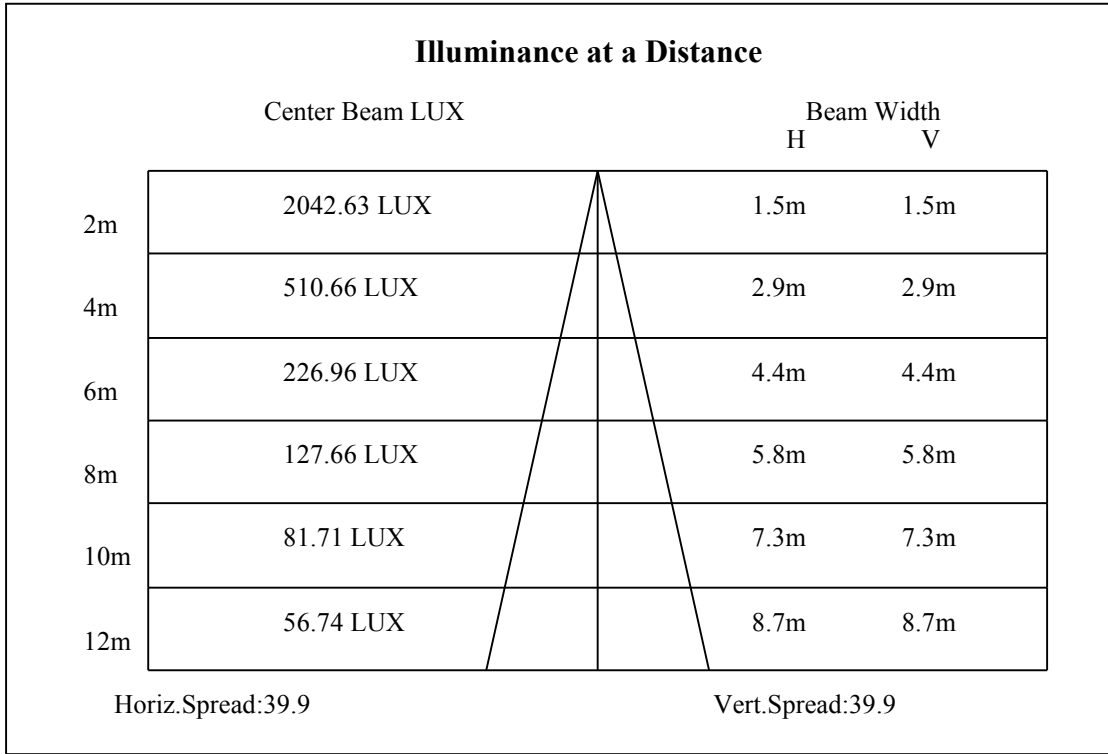 Illuminance at a Distance
Center Beam LUX Beam Width
H V
2m 2042.63 LUX 1.5m 1.5m
4m 510.66 LUX 2.9m 2.9m
6m 226.96 LUX 4.4m 4.4m
8m 127.66 LUX 5.8m 5.8m
10m 81.71 LUX 7.3m 7.3m
12m 56.74 LUX 8.7m 8.7m
Horiz.Spread:39.9 Vert.Spread:39.9